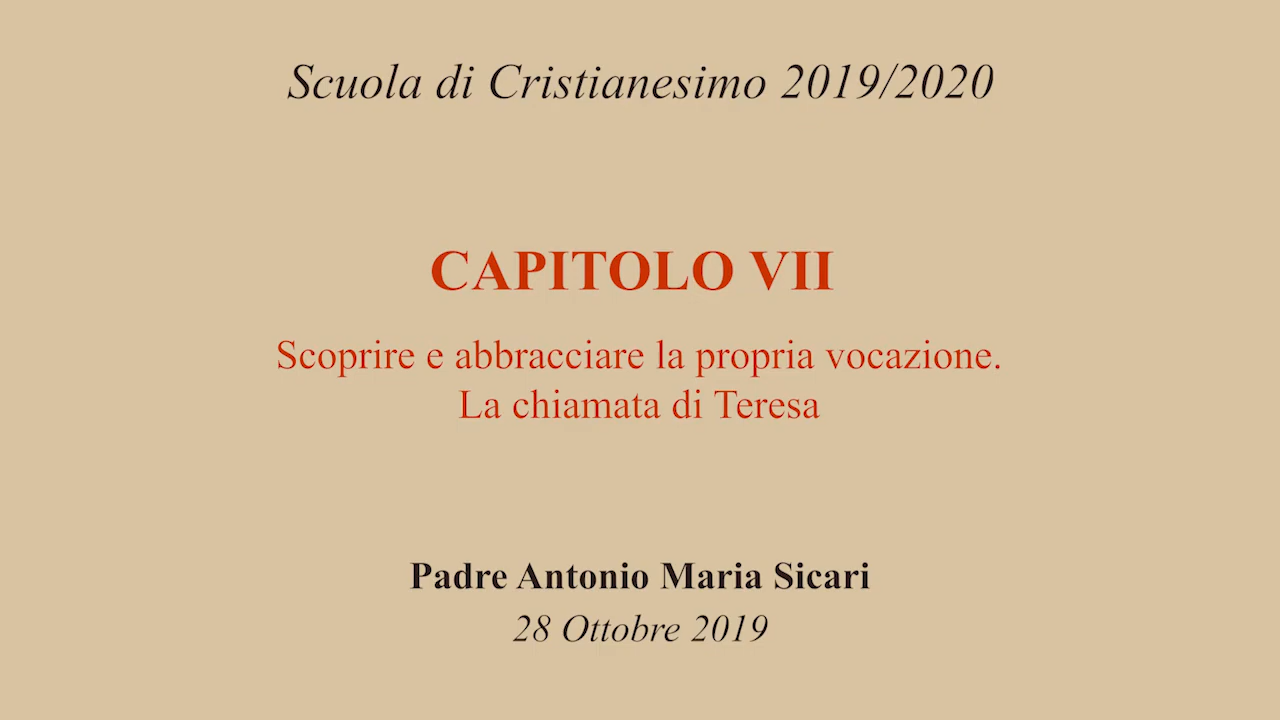 Scuola di Cristianesimo 2019/2020
CAPITOLO VII
Scoprire e abbracciare la propria vocazione.
La chiamata di Teresa
Padre Antonio Maria Sicari
28 Ottobre 2019